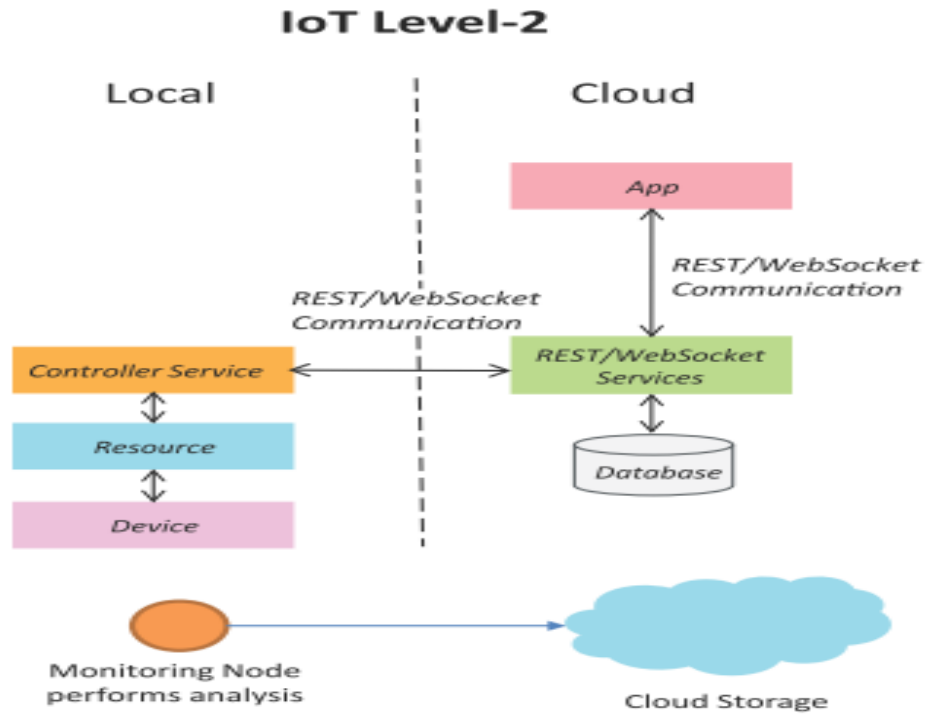 IoT Level-2
Local
Cloud
App
REST/WebSocket
Communication
REST/WebSocket
Communication
Controller Service
REST/WebSocket
Services
Resource
Database
Device
Monitoring Node
performs analysis
Cloud Storage